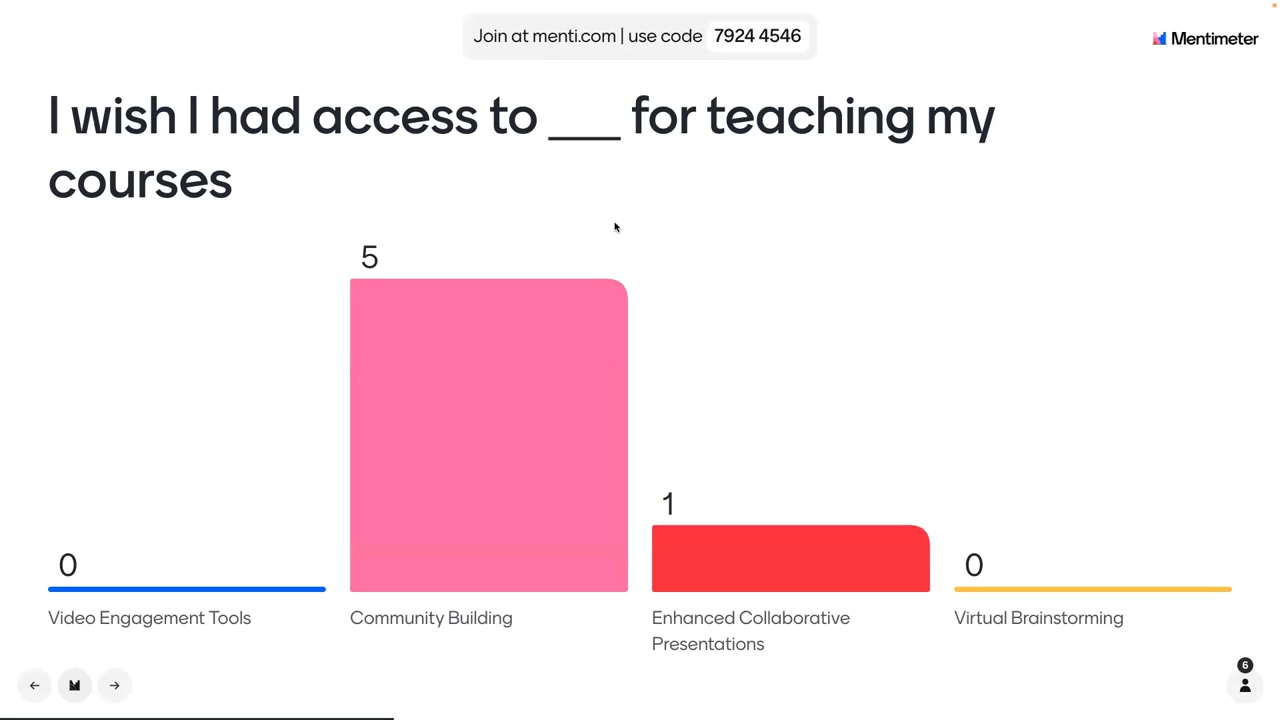 Join at menti.com | use code 7924 4546
Mentimeter
I wish I had access to ___ for teaching my
courses
5
1
0
0
Video Engagement Tools
Community Building
Enhanced Collaborative
Presentations
Virtual Brainstorming
6